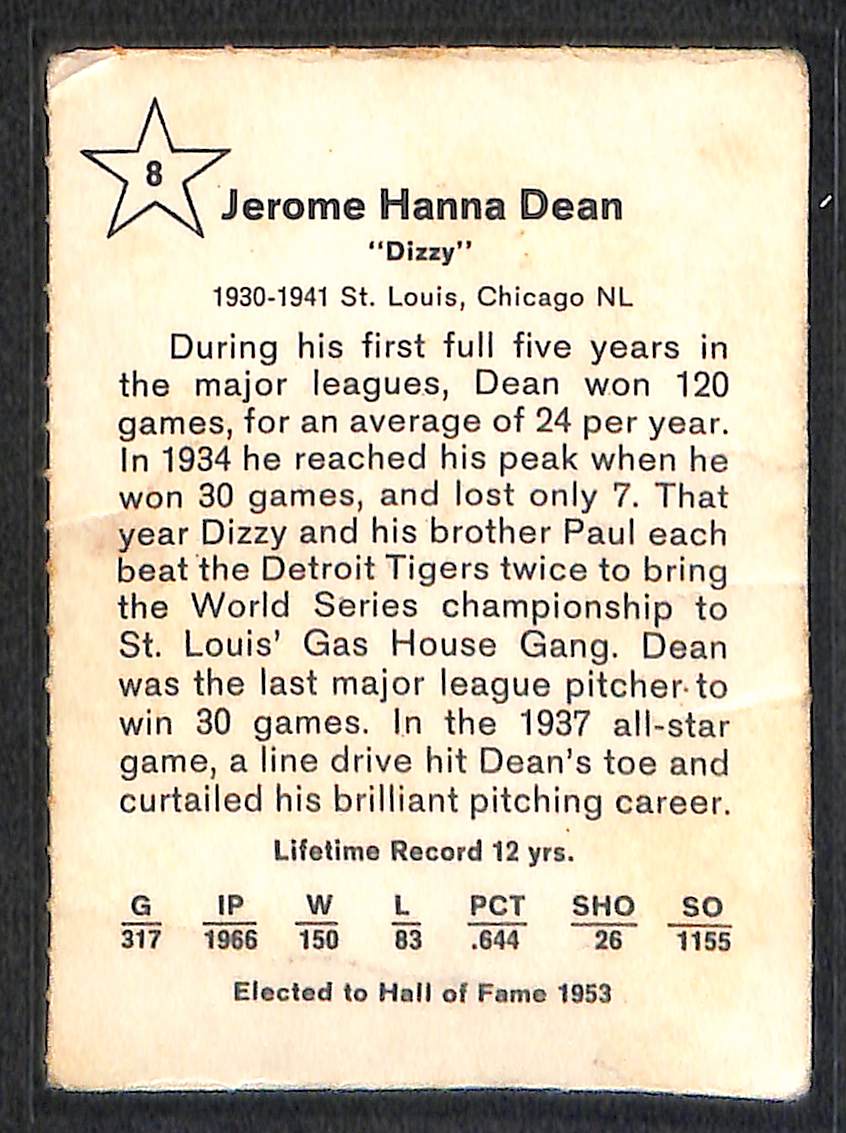 8
Jerome Hanna Dean
"Dizzy"
1930-1941 St. Louis, Chicago NL
During his first full five years in
the major leagues, Dean won 120
games, for an average of 24 per year.
In 1934 he reached his peak when he
won 30 games, and lost only 7. That
year Dizzy and his brother Paul each
beat the Detroit Tigers twice to bring
the World Series championship to
St. Louis' Gas House Gang. Dean
was the last major league pitcher to
win 30 games. In the 1937 all-star
game, a line drive hit Dean's toe and
curtailed his brilliant pitching career.
Lifetime Record 12 yrs.
G IP W L PCT SHO SO
317 1966 150 83 .644 26 1155
Elected to Hall of Fame 1953